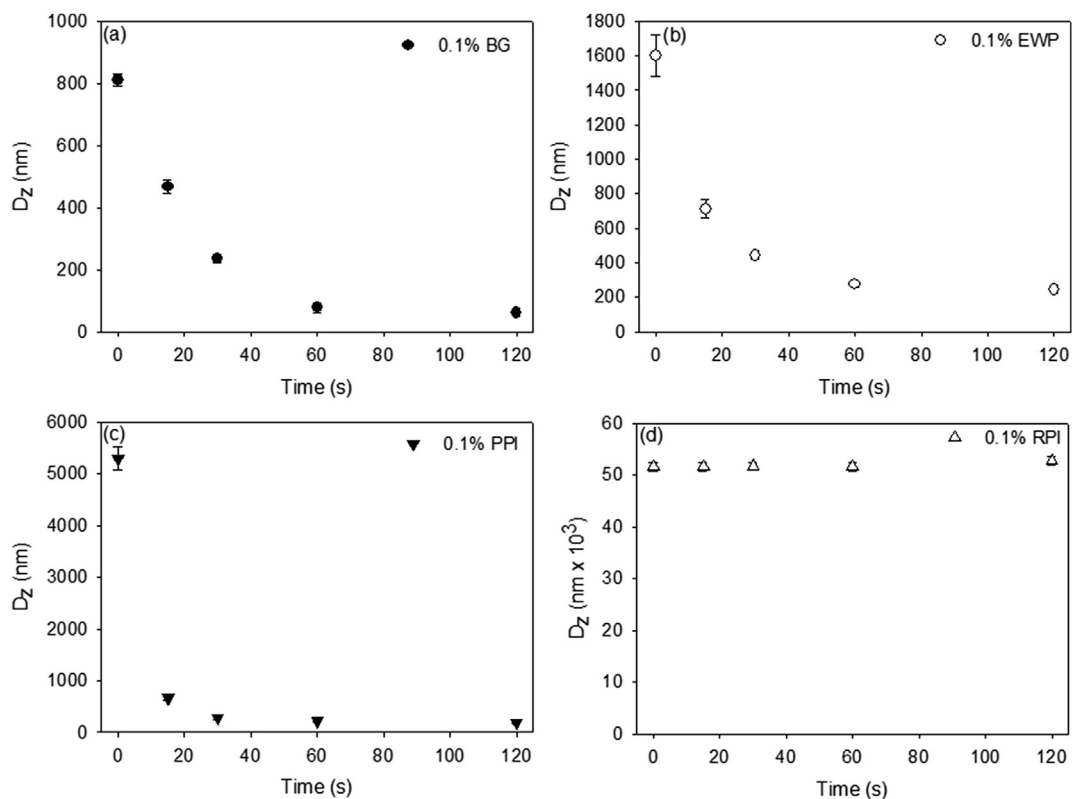 (a)
0.1% BG
1000
800
600
400
200
0
D_Z (nm)
0 20 40 60 80 100 120
Time (s)
(b)
0.1% EWP
1800
1600
1400
1200
1000
800
600
400
200
0
D_Z (nm)
0 20 40 60 80 100 120
Time (s)
(c)
0.1% PPI
6000
5000
4000
3000
2000
1000
0
D_Z (nm)
0 20 40 60 80 100 120
Time (s)
(d)
0.1% RPI
60
50
40
30
20
10
0
D_Z (nm x 10³)
0 20 40 60 80 100 120
Time (s)